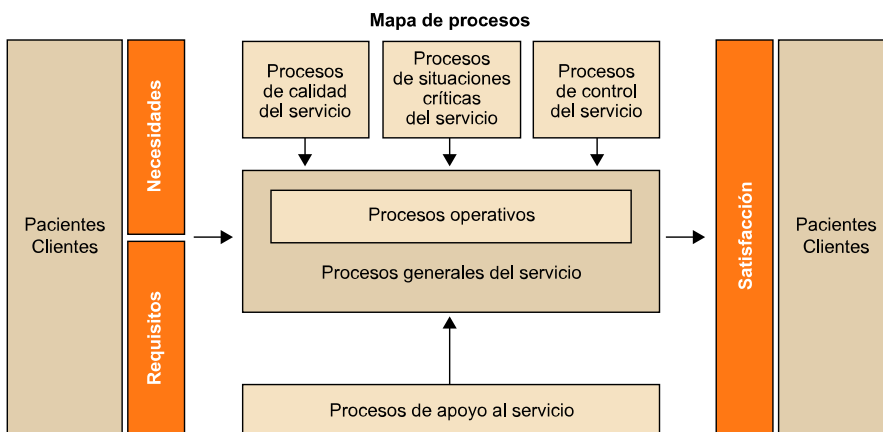 Mapa de procesos
Pacientes
Clientes
Necesidades
Requisitos
Procesos
de calidad
del servicio
Procesos
de situaciones
críticas
del servicio
Procesos
de control
del servicio
Procesos operativos
Procesos generales del servicio
Procesos de apoyo al servicio
Satisfacción
Pacientes
Clientes